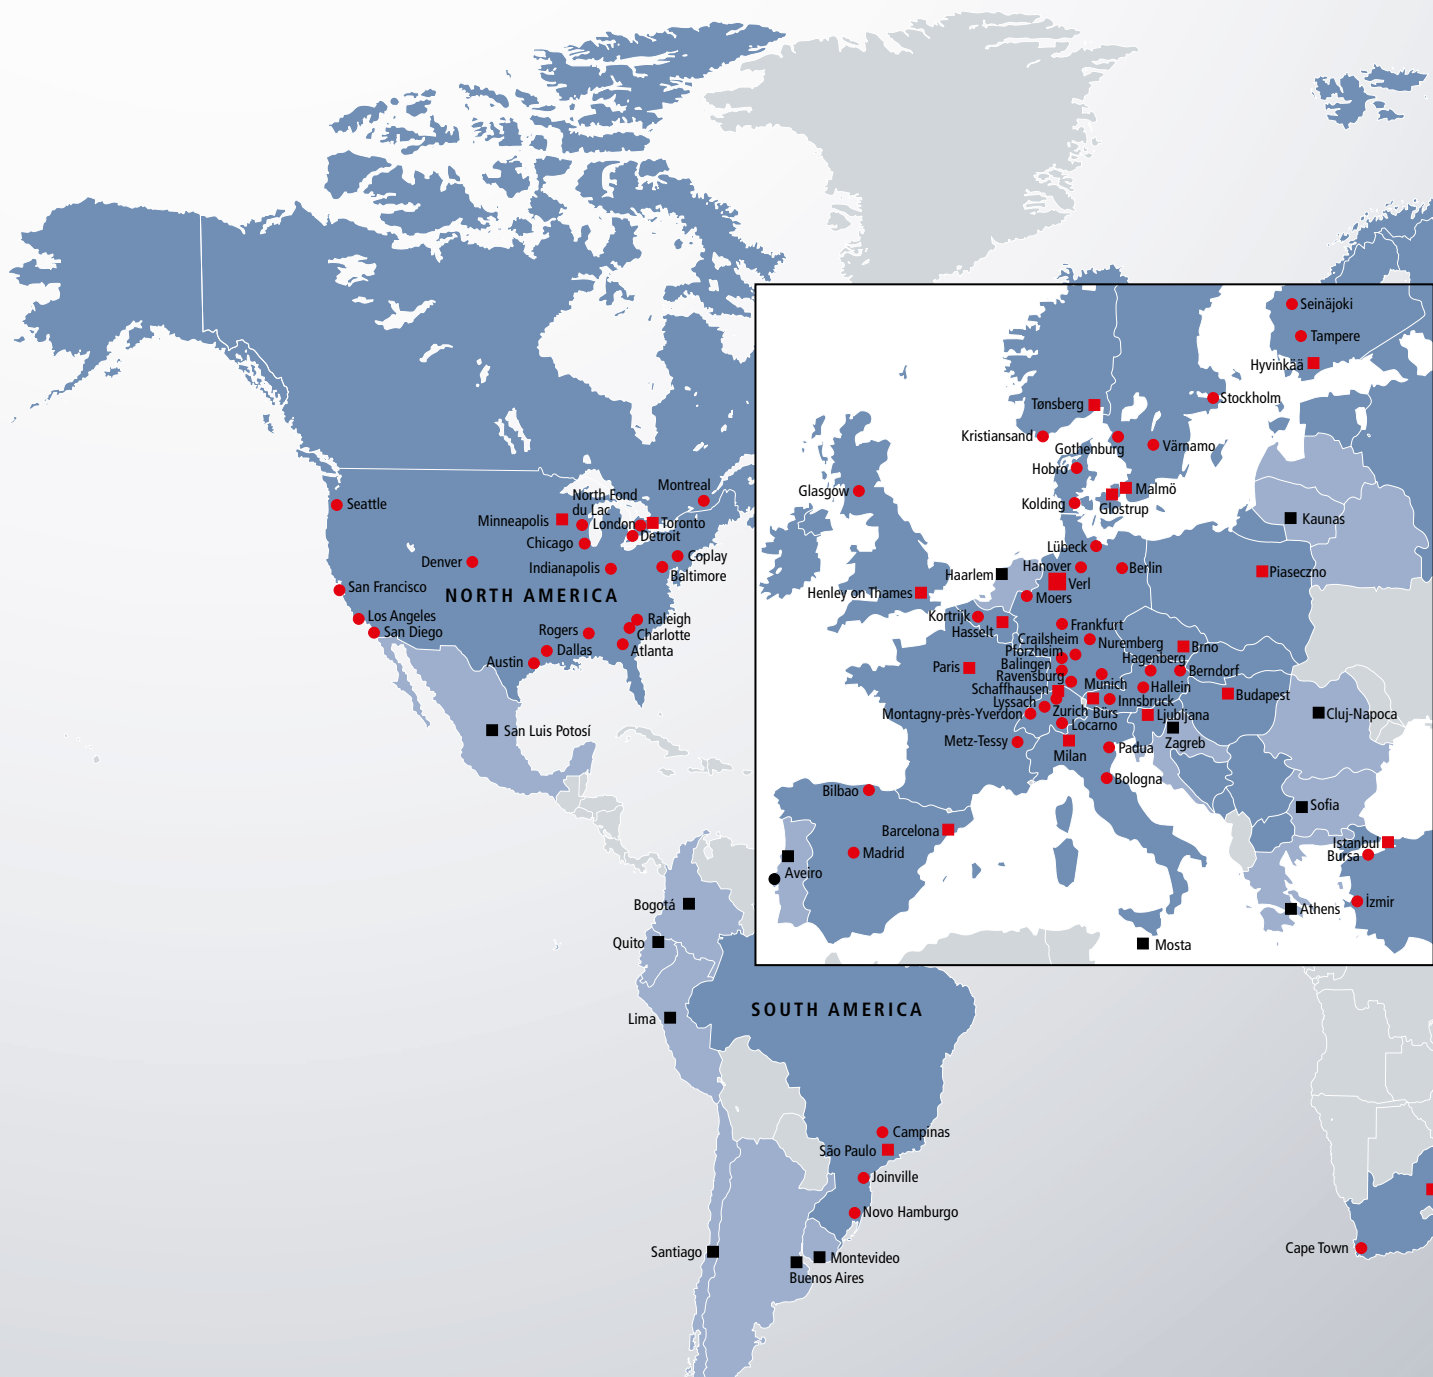 Seinäjoki
Tampere
Hyvinkää
Stockholm
Tønsberg
Kristiansand
Gothenburg
Värnamo
Hobro
Glasgow
Malmö
Kolding
Glostrup
Kaunas
Lübeck
Hanover
Berlin
Haarlem
Verl
Piaseczno
Henley on Thames
Moers
Kortrijk
Hasselt
Frankfurt
Crailsheim
Nuremberg
Pforzheim
Brno
Balingen
Hagenberg
Paris
Ravensburg
Berndorf
Munich
Schaffhausen
Hallein
Budapest
Lyssach
Innsbruck
Montagny-près-Yverdon
Zurich
Bürs
Ljubljana
Cluj-Napoca
Locarno
Metz-Tessy
Zagreb
Padua
Milan
Bologna
Bilbao
Sofia
Barcelona
Istanbul
Madrid
Bursa
Aveiro
İzmir
Athens
Mosta
Montreal
North Fond
du Lac
Seattle
Minneapolis
London
Toronto
Detroit
Chicago
Coplay
Denver
Indianapolis
Baltimore
San Francisco
NORTH AMERICA
Los Angeles
Raleigh
San Diego
Rogers
Charlotte
Dallas
Atlanta
Austin
San Luis Potosí
Bogotá
Quito
SOUTH AMERICA
Lima
Campinas
São Paulo
Joinville
Novo Hamburgo
Santiago
Montevideo
Buenos Aires
Cape Town